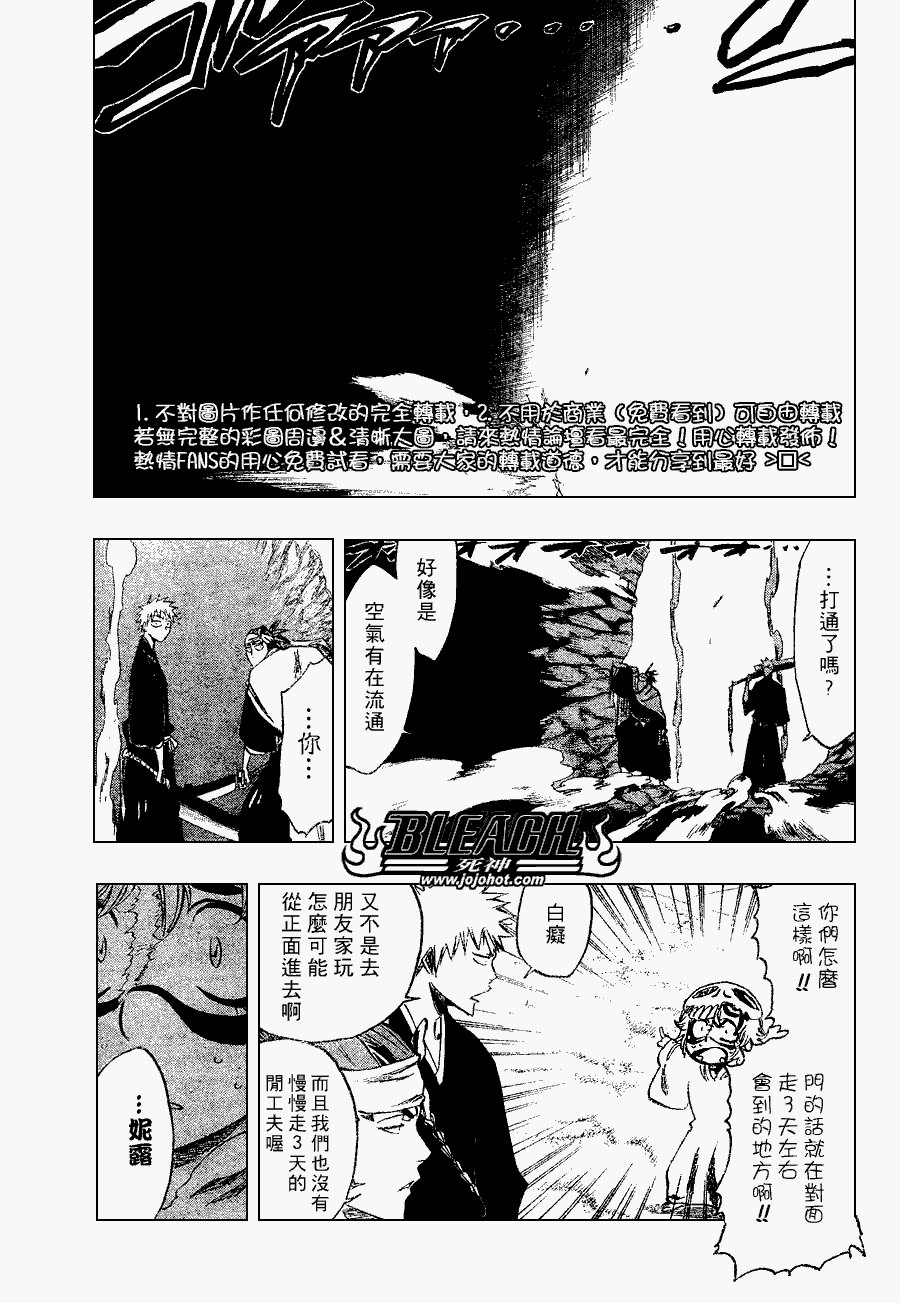 1. 不對圖片作任何修改的完全轉載，2. 不用於商業（免費看到）可自由轉載
若無完整的彩圖周漫＆清晰大圖，請來熱情論壇看最完全！用心轉載發佈！
熱情FANS的用心免費試看，需要大家的轉載道德，才能分享到最好 >口<
…打通了嗎?
好像是
空氣有在流通
…你…
BLEACH
死神
www.jojohot.com
你們怎麼
這樣啊!!
門的話就在對面
走3天左右
會到的地方啊!!
白癡
又不是去
朋友家玩
怎麼可能
從正面進去啊
而且我們也沒有
慢慢走3天的
閒工夫喔
…妮露